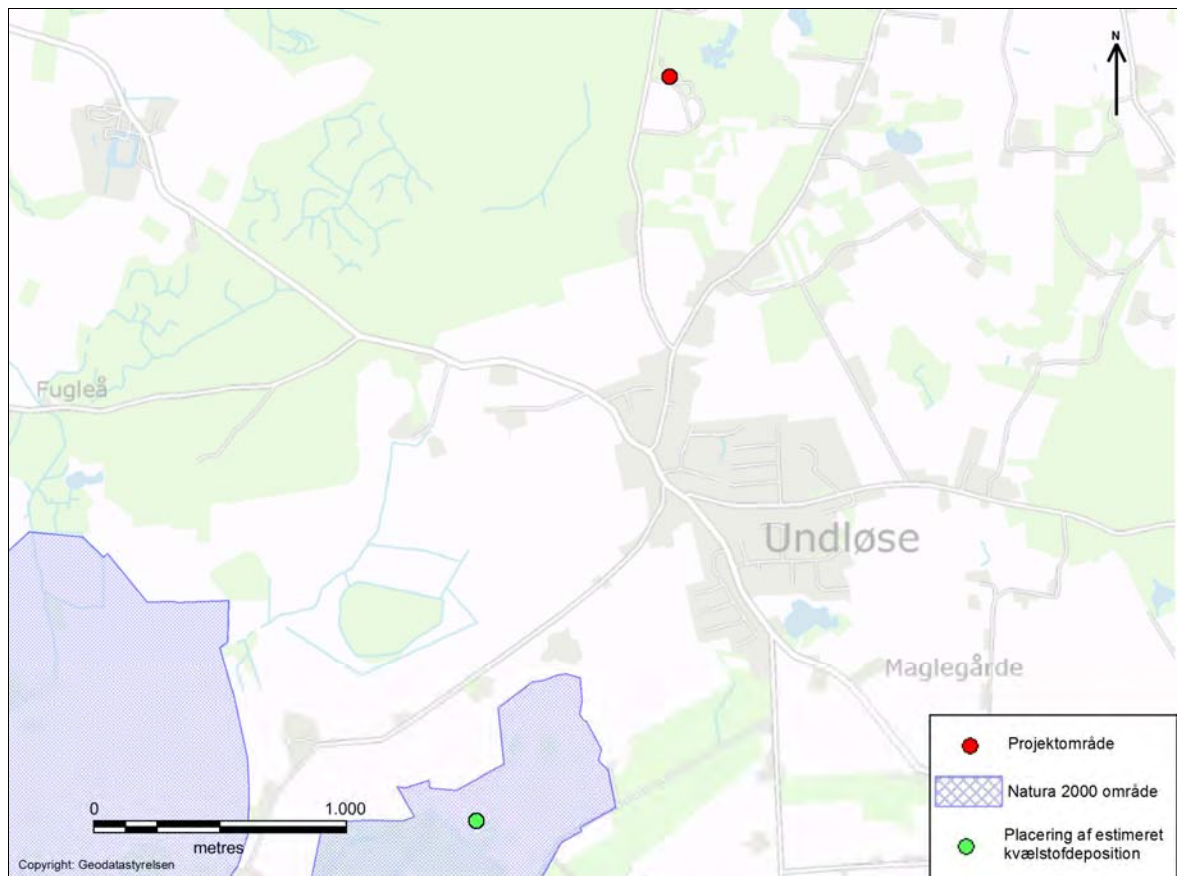 N
Fugleå
Undløse
Maglegårde
0 1.000
metres
Copyright: Geodatastyrelsen
Projektområde
Natura 2000 område
Placering af estimeret
kvælstofdeposition